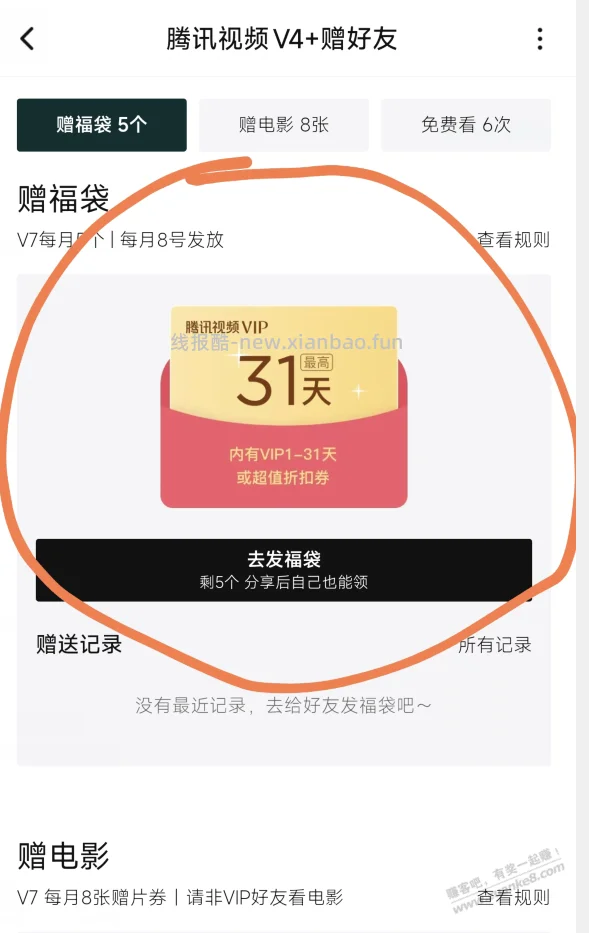 腾讯视频V4+赠好友
赠福袋 5个
赠电影 8张
免费看 6次
赠福袋
V7每月5个 | 每月8号发放
查看规则
腾讯视频VIP
线报酷-new.xianbao.fun
31天
最高
内有VIP1-31天
或超值折扣券
去发福袋
剩5个 分享后自己也能领
赠送记录
所有记录
没有最近记录，去给好友发福袋吧～
赠电影
V7 每月8张赠片券 | 请非VIP好友看电影
查看规则
赚客吧，有奖一起赚！